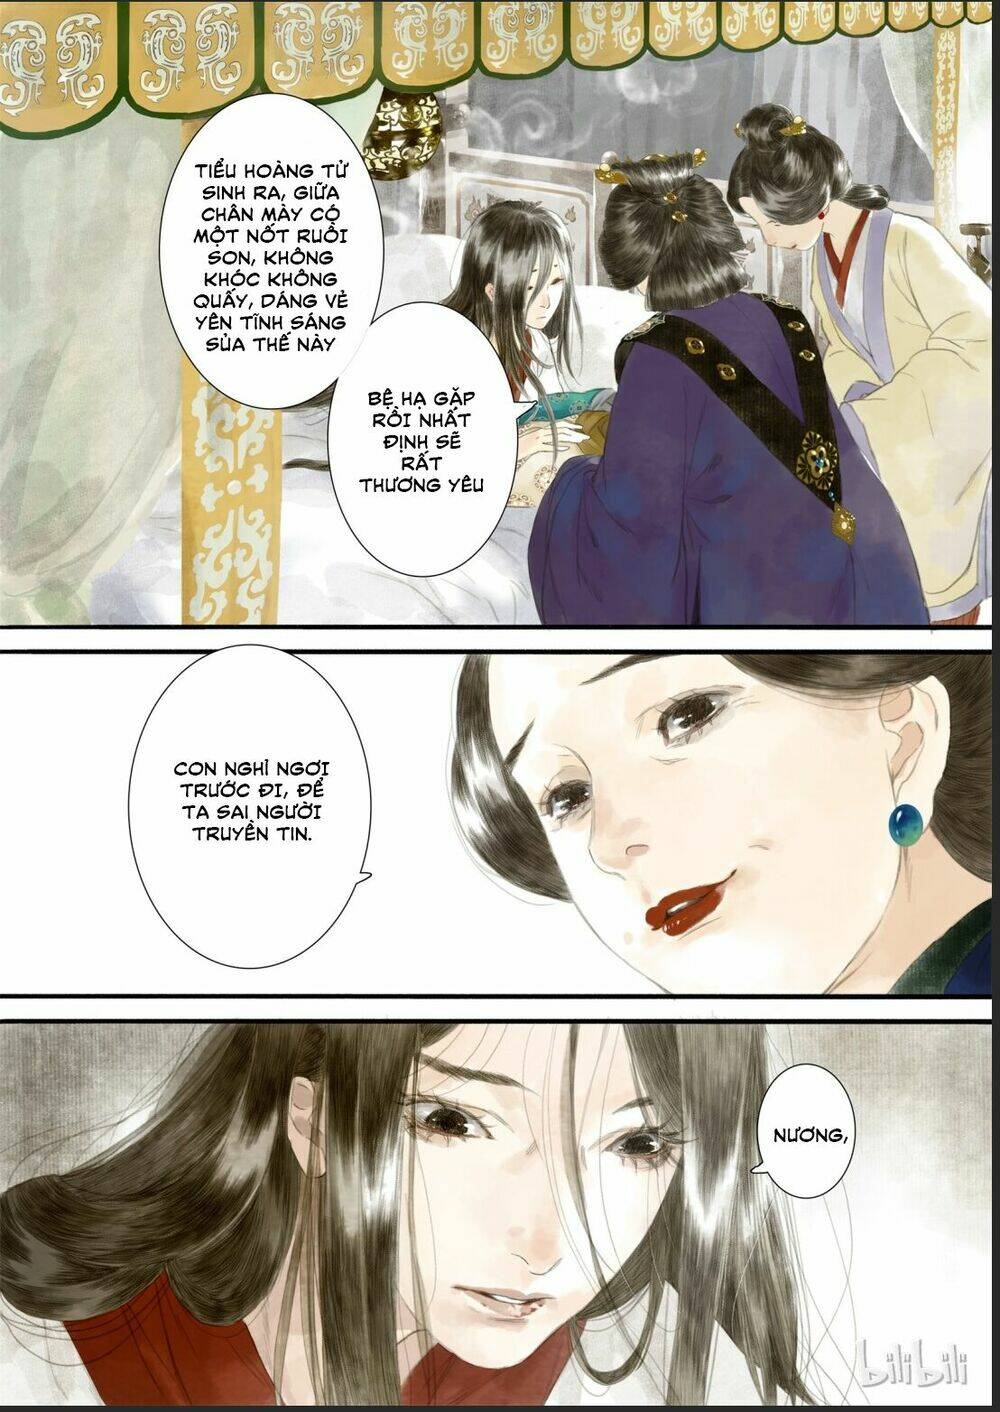 TIỂU HOÀNG TỬ
SINH RA, GIỮA
CHÂN MÀY CÓ
MỘT NỐT RUỒI
SON, KHÔNG
KHÓC KHÔNG
QUẤY, DÁNG VẺ
YÊN TĨNH SÁNG
SỦA THẾ NÀY
BỆ HẠ GẶP
RỒI NHẤT
ĐỊNH SẼ
RẤT
THƯƠNG YÊU
CON NGHỈ NGƠI
TRƯỚC ĐI, ĐỂ
TA SAI NGƯỜI
TRUYỀN TIN.
NƯƠNG,
bilibili